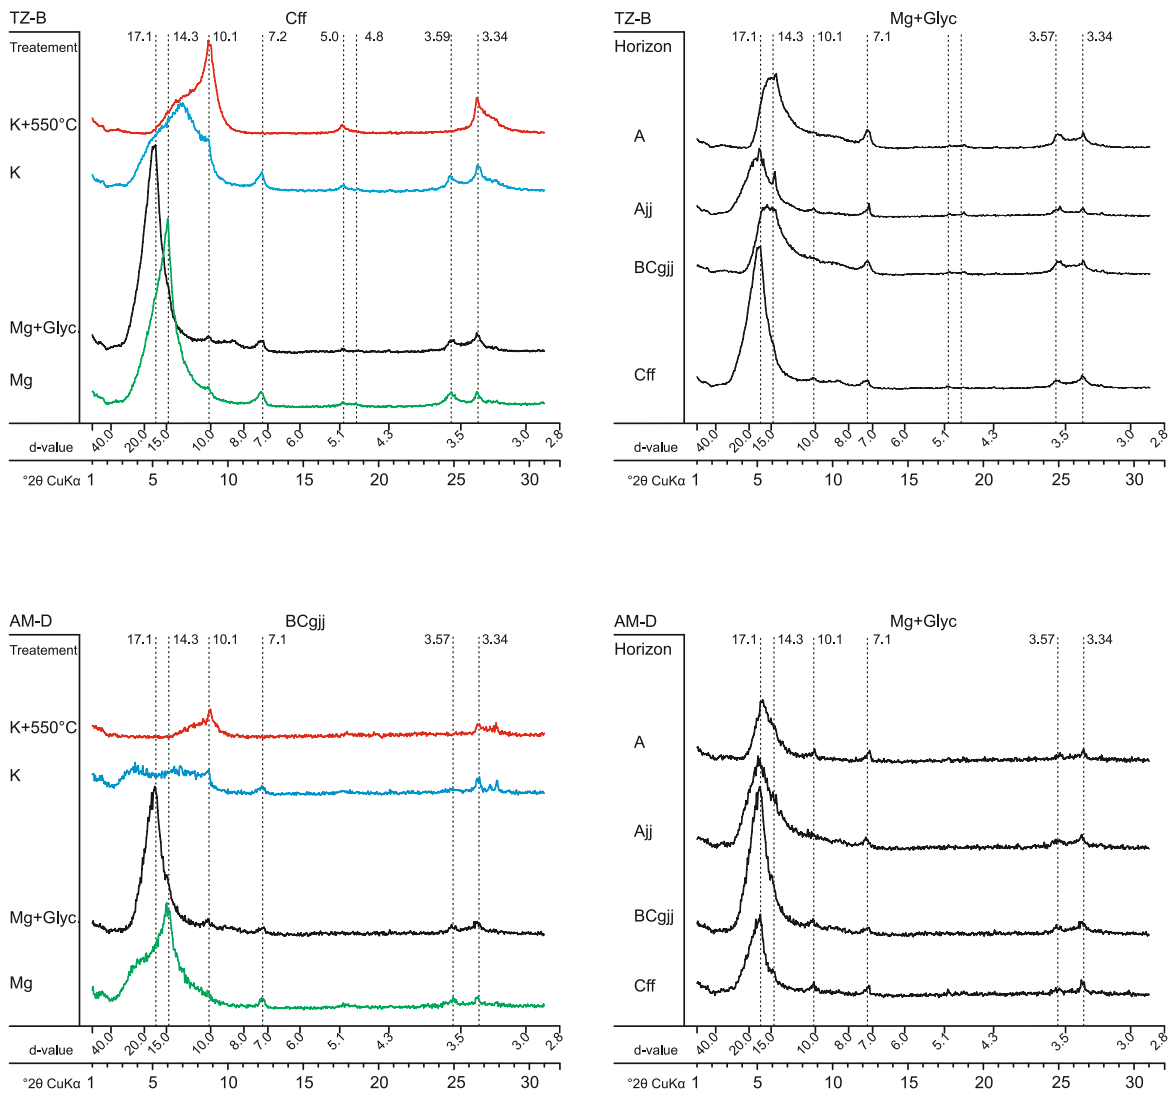 TZ-B
Cff
Treatement
17.1 14.3 10.1 7.2 5.0 4.8 3.59 3.34
K+550°C
K
Mg+Glyc.
Mg
d-value 40.0 20.0 15.0 10.0 8.0 7.0 6.0 5.1 4.3 3.5 3.0 2.8
°2θ CuKα 1 5 10 15 20 25 30
TZ-B
Mg+Glyc
Horizon
17.1 14.3 10.1 7.1 3.57 3.34
A
Ajj
BCgjj
Cff
d-value 40.0 20.0 15.0 10.0 8.0 7.0 6.0 5.1 4.3 3.5 3.0 2.8
°2θ CuKα 1 5 10 15 20 25 30
AM-D
BCgjj
Treatement
17.1 14.3 10.1 7.1 3.57 3.34
K+550°C
K
Mg+Glyc.
Mg
d-value 40.0 20.0 15.0 10.0 8.0 7.0 6.0 5.1 4.3 3.5 3.0 2.8
°2θ CuKα 1 5 10 15 20 25 30
AM-D
Mg+Glyc
Horizon
17.1 14.3 10.1 7.1 3.57 3.34
A
Ajj
BCgjj
Cff
d-value 40.0 20.0 15.0 10.0 8.0 7.0 6.0 5.1 4.3 3.5 3.0 2.8
°2θ CuKα 1 5 10 15 20 25 30